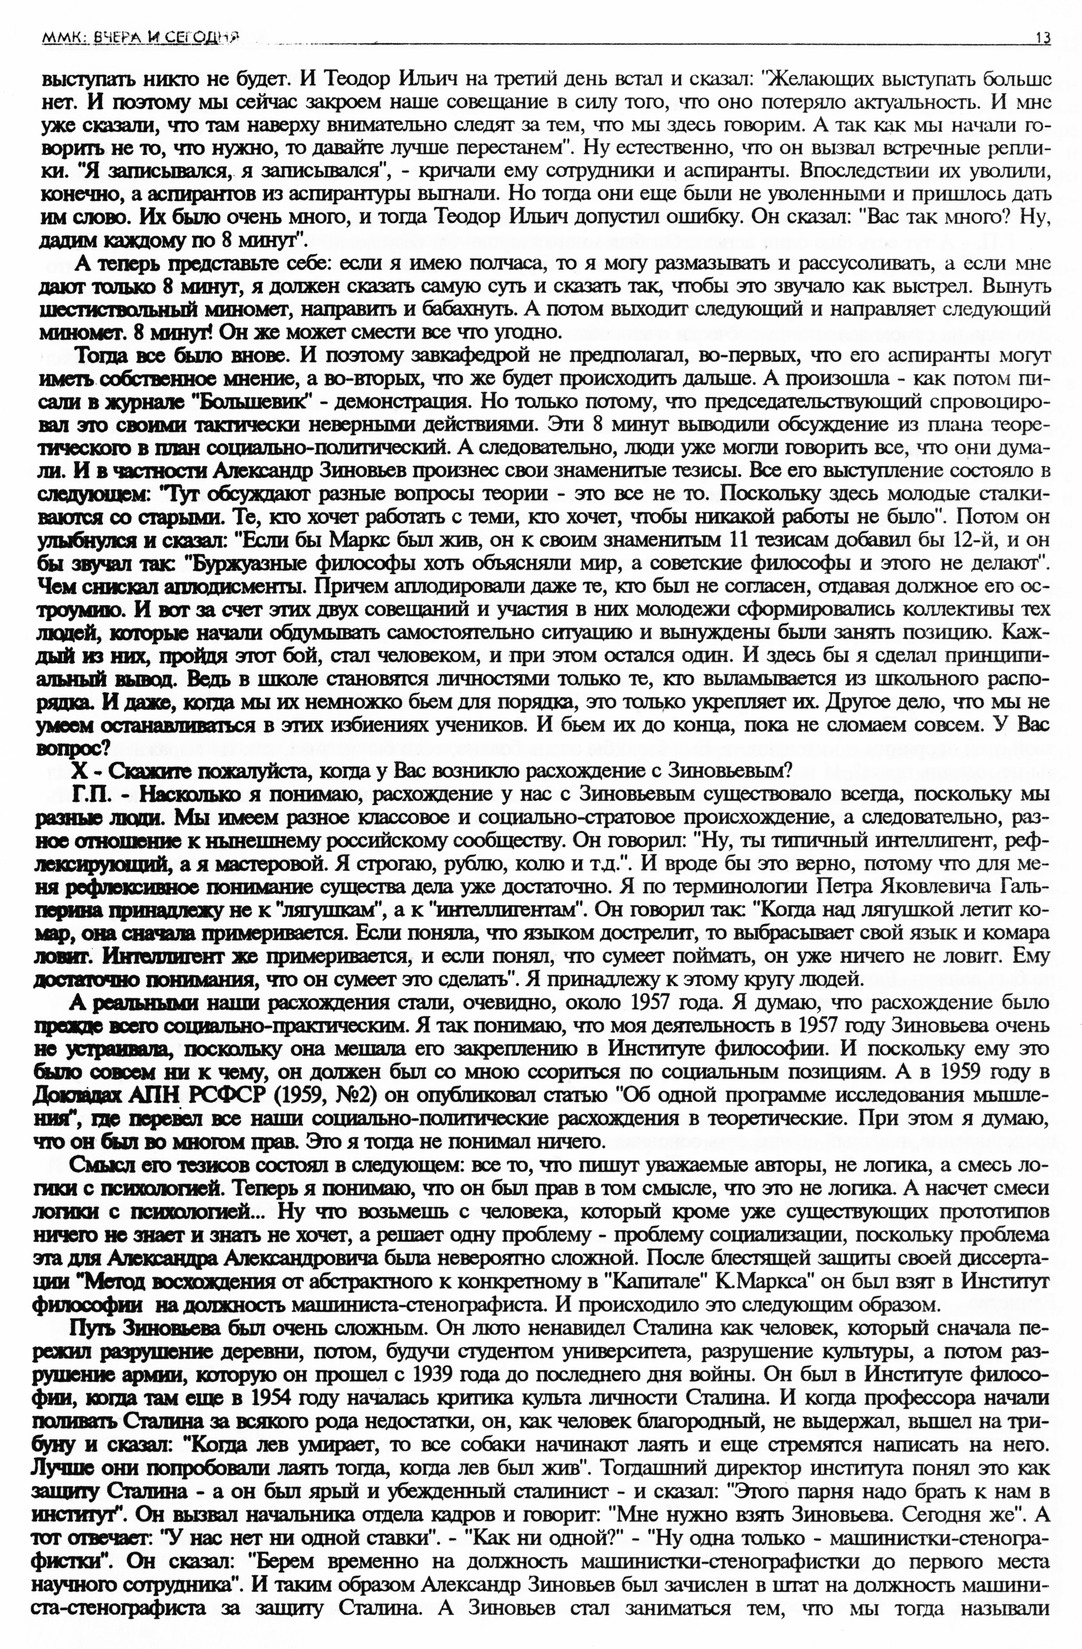 ММК: ВЧЕРА И СЕГОДНЯ 13
выступать никто не будет. И Теодор Ильич на третий день встал и сказал: "Желающих выступать больше
нет. И поэтому мы сейчас закроем наше совещание в силу того, что оно потеряло актуальность. И мне
уже сказали, что там наверху внимательно следят за тем, что мы здесь говорим. А так как мы начали го-
ворить не то, что нужно, то давайте лучше перестанем". Ну естественно, что он вызвал встречные репли-
ки. "Я записывался, я записывался", - кричали ему сотрудники и аспиранты. Впоследствии их уволили,
конечно, а аспирантов из аспирантуры выгнали. Но тогда они еще были не уволенными и пришлось дать
им слово. Их было очень много, и тогда Теодор Ильич допустил ошибку. Он сказал: "Вас так много? Ну,
дадим каждому по 8 минут".
А теперь представьте себе: если я имею полчаса, то я могу размазывать и рассусоливать, а если мне
дают только 8 минут, я должен сказать самую суть и сказать так, чтобы это звучало как выстрел. Вынуть
шестиствольный миномет, направить и бабахнуть. А потом выходит следующий и направляет следующий
миномет. 8 минут! Он же может смести все что угодно.
Тогда все было внове. И поэтому завкафедрой не предполагал, во-первых, что его аспиранты могут
иметь собственное мнение, а во-вторых, что же будет происходить дальше. А произошла - как потом пи-
сали в журнале "Большевик" - демонстрация. Но только потому, что председательствующий спровоциро-
вал это своими тактически неверными действиями. Эти 8 минут выводили обсуждение из плана теоре-
тического в план социально-политический. А следовательно, люди уже могли говорить все, что они дума-
ли. И в частности Александр Зиновьев произнес свои знаменитые тезисы. Все его выступление состояло в
следующем: "Тут обсуждают разные вопросы теории - это все не то. Поскольку здесь молодые сталки-
ваются со старыми. Те, кто хочет работать с теми, кто хочет, чтобы никакой работы не было". Потом он
улыбнулся и сказал: "Если бы Маркс был жив, он к своим знаменитым 11 тезисам добавил бы 12-й, и он
бы звучал так: "Буржуазные философы хоть объясняли мир, а советские философы и этого не делают".
Чем снискал аплодисменты. Причем аплодировали даже те, кто был не согласен, отдавая должное его ос-
троумию. И вот за счет этих двух совещаний и участия в них молодежи сформировались коллективы тех
людей, которые начали обдумывать самостоятельно ситуацию и вынуждены были занять позицию. Каж-
дый из них, пройдя этот бой, стал человеком, и при этом остался один. И здесь бы я сделал принципи-
альный вывод. Ведь в школе становятся личностями только те, кто выламывается из школьного распо-
рядка. И даже, когда мы их немножко бьем для порядка, это только укрепляет их. Другое дело, что мы не
умеем останавливаться в этих избиениях учеников. И бьем их до конца, пока не сломаем совсем. У Вас
вопрос?
Х - Скажите пожалуйста, когда у Вас возникло расхождение с Зиновьевым?
Г.П. - Насколько я понимаю, расхождение у нас с Зиновьевым существовало всегда, поскольку мы
разные люди. Мы имеем разное классовое и социально-стратовое происхождение, а следовательно, раз-
ное отношение к нынешнему российскому сообществу. Он говорил: "Ну, ты типичный интеллигент, реф-
лексирующий, а я мастеровой. Я строгаю, рублю, колю и т.д.". И вроде бы это верно, потому что для ме-
ня рефлексивное понимание существа дела уже достаточно. Я по терминологии Петра Яковлевича Галь-
перина принадлежу не к "лягушкам", а к "интеллигентам". Он говорил так: "Когда над лягушкой летит ко-
мар, она сначала примеривается. Если поняла, что языком дострелит, то выбрасывает свой язык и комара
ловит. Интеллигент же примеривается, и если понял, что сумеет поймать, он уже ничего не ловит. Ему
достаточно понимания, что он сумеет это сделать". Я принадлежу к этому кругу людей.
А реальными наши расхождения стали, очевидно, около 1957 года. Я думаю, что расхождение было
прежде всего социально-практическим. Я так понимаю, что моя деятельность в 1957 году Зиновьева очень
не устраивала, поскольку она мешала его закреплению в Институте философии. И поскольку ему это
было совсем ни к чему, он должен был со мною ссориться по социальным позициям. А в 1959 году в
Докладах АПН РСФСР (1959, №2) он опубликовал статью "Об одной программе исследования мышле-
ния", где перевел все наши социально-политические расхождения в теоретические. При этом я думаю,
что он был во многом прав. Это я тогда не понимал ничего.
Смысл его тезисов состоял в следующем: все то, что пишут уважаемые авторы, не логика, а смесь ло-
гики с психологией. Теперь я понимаю, что он был прав в том смысле, что это не логика. А насчет смеси
логики с психологией... Ну что возьмешь с человека, который кроме уже существующих прототипов
ничего не знает и знать не хочет, а решает одну проблему - проблему социализации, поскольку проблема
эта для Александра Александровича была невероятно сложной. После блестящей защиты своей диссерта-
ции "Метод восхождения от абстрактного к конкретному в "Капитале" К.Маркса" он был взят в Институт
философии на должность машиниста-стенографиста. И происходило это следующим образом.
Путь Зиновьева был очень сложным. Он люто ненавидел Сталина как человек, который сначала пе-
режил разрушение деревни, потом, будучи студентом университета, разрушение культуры, а потом раз-
рушение армии, которую он прошел с 1939 года до последнего дня войны. Он был в Институте филосо-
фии, когда там еще в 1954 году началась критика культа личности Сталина. И когда профессора начали
поливать Сталина за всякого рода недостатки, он, как человек благородный, не выдержал, вышел на три-
буну и сказал: "Когда лев умирает, то все собаки начинают лаять и еще стремятся написать на него.
Лучше они попробовали лаять тогда, когда лев был жив". Тогдашний директор института понял это как
защиту Сталина - а он был ярый и убежденный сталинист - и сказал: "Этого парня надо брать к нам в
институт". Он вызвал начальника отдела кадров и говорит: "Мне нужно взять Зиновьева. Сегодня же". А
тот отвечает: "У нас нет ни одной ставки". - "Как ни одной?" - "Ну одна только - машинистки-стеногра-
фистки". Он сказал: "Берем временно на должность машинистки-стенографистки до первого места
научного сотрудника". И таким образом Александр Зиновьев был зачислен в штат на должность машини-
ста-стенографиста за защиту Сталина. А Зиновьев стал заниматься тем, что мы тогда называли